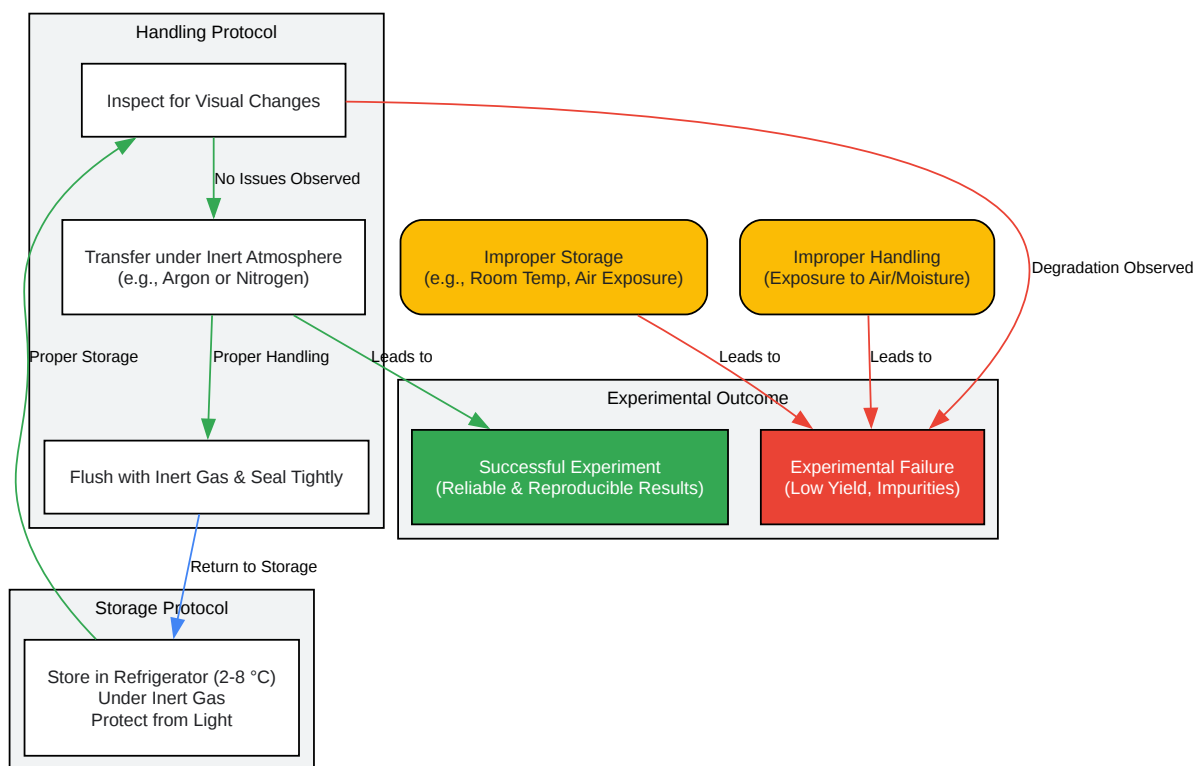 Handling Protocol
Inspect for Visual Changes
No Issues Observed
Transfer under Inert Atmosphere
(e.g., Argon or Nitrogen)
Improper Storage
(e.g., Room Temp, Air Exposure)
Improper Handling
(Exposure to Air/Moisture)
Degradation Observed
Proper Storage
Proper Handling
Leads to
Leads to
Leads to
Experimental Outcome
Flush with Inert Gas & Seal Tightly
Successful Experiment
(Reliable & Reproducible Results)
Experimental Failure
(Low Yield, Impurities)
Return to Storage
Storage Protocol
Store in Refrigerator (2-8 °C)
Under Inert Gas
Protect from Light